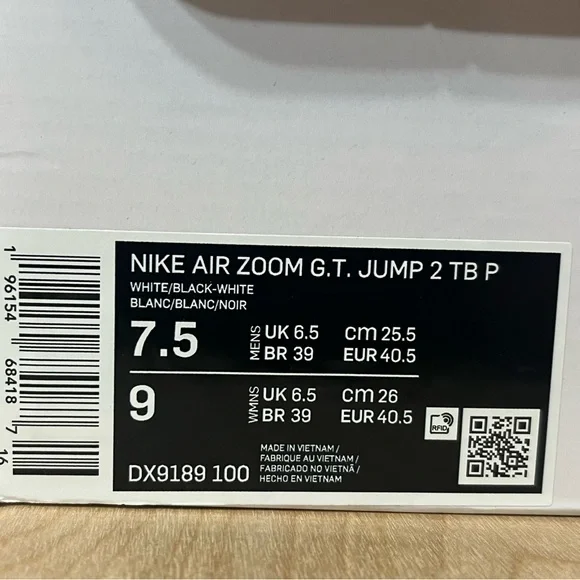 NIKE AIR ZOOM G.T. JUMP 2 TB P
WHITE/BLACK-WHITE
BLANC/BLANC/NOIR
7.5 MENS UK 6.5 cm 25.5
BR 39 EUR 40.5
9 WMNS UK 6.5 cm 26
BR 39 EUR 40.5
RFID
MADE IN VIETNAM /
FABRIQUE AU VIETNAM /
FABRICADO NO VIETNÃ /
HECHO EN VIETNAM
DX9189 100
1 96154 68418 7
16